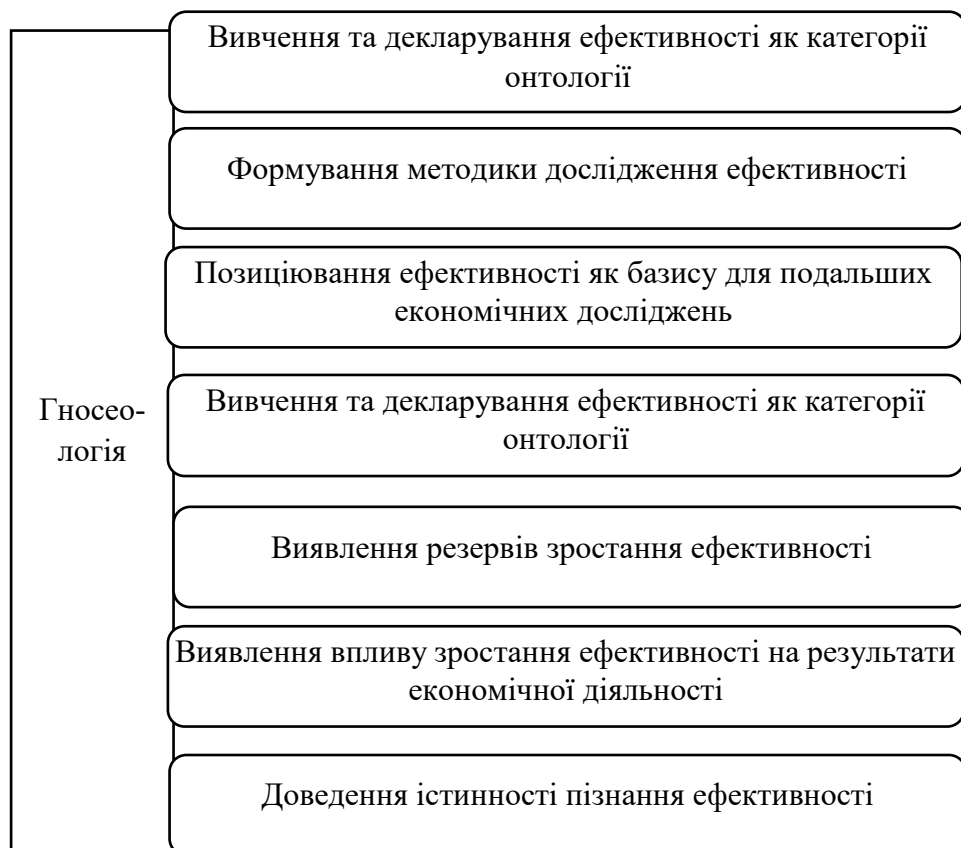 Вивчення та декларування ефективності як категорії
онтології
Формування методики дослідження ефективності
Позиціювання ефективності як базису для подальших
економічних досліджень
Гносео-
логія
Вивчення та декларування ефективності як категорії
онтології
Виявлення резервів зростання ефективності
Виявлення впливу зростання ефективності на результати
економічної діяльності
Доведення істинності пізнання ефективності